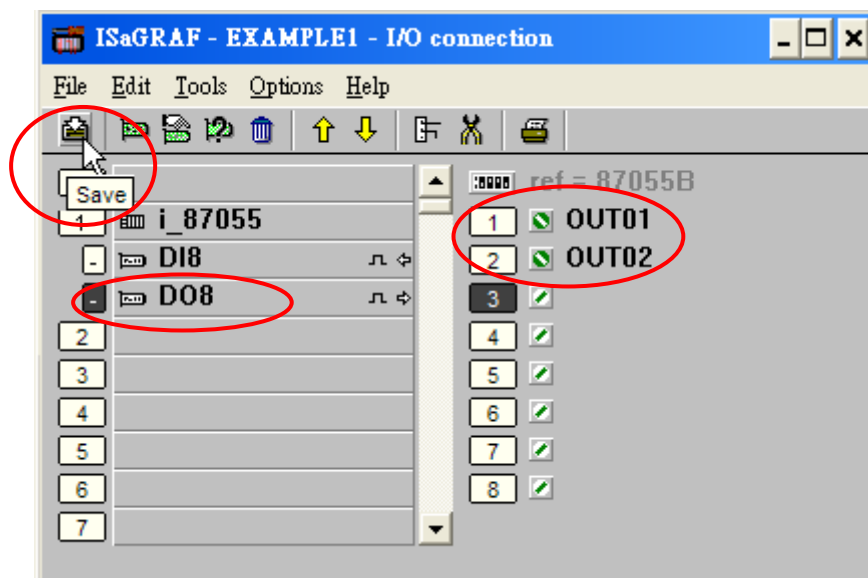 ISaGRAF - EXAMPLE1 - I/O connection
File Edit Tools Options Help
Save
ref = 87055B
1 i_87055
1 OUT01
- DI8
2 OUT02
- DO8
3
2
4
3
5
4
6
5
7
6
8
7